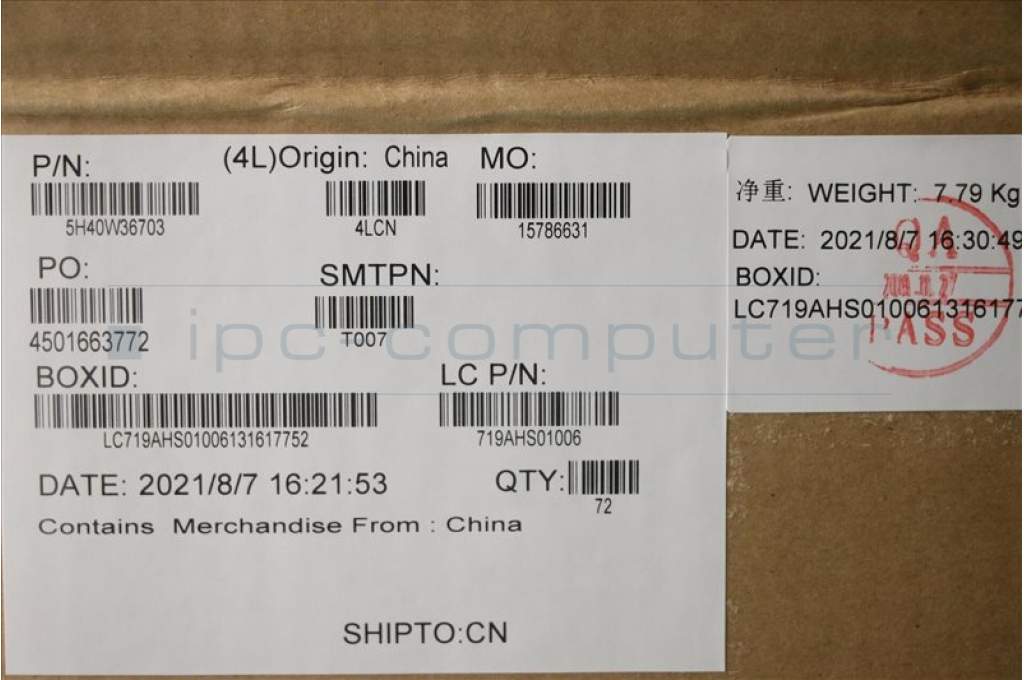 P/N: (4L)Origin: China MO:
5H40W36703 4LCN 15786631
PO: SMTPN:
4501663772 T007
BOXID: LC P/N:
LC719AHS01006131617752 719AHS01006
DATE: 2021/8/7 16:21:53 QTY:
72
Contains Merchandise From : China
SHIPTO:CN
净重: WEIGHT: 7.79 Kg
DATE: 2021/8/7 16:30:49
BOXID:
LC719AHS010061316177
QA
PASS
ipc-computer